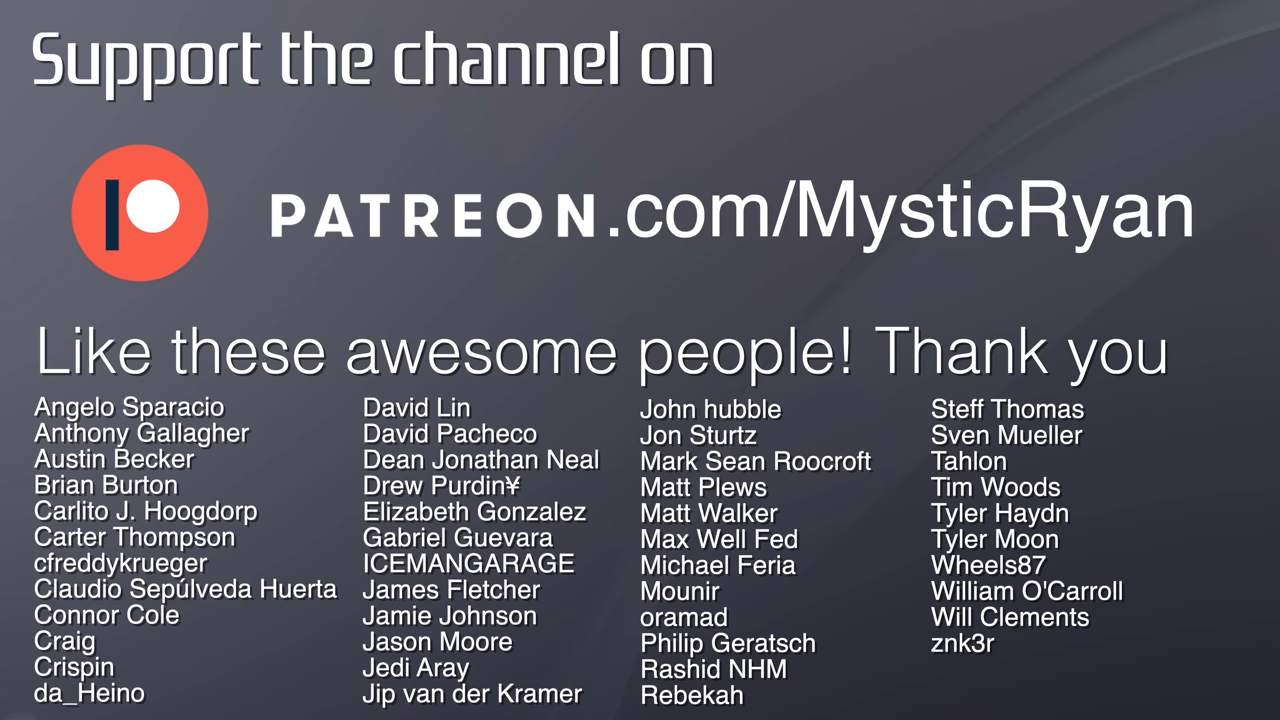 Support the channel on
PATREON.com/MysticRyan
Like these awesome people! Thank you
Angelo Sparacio
Anthony Gallagher
Austin Becker
Brian Burton
Carlito J. Hoogdorp
Carter Thompson
cfreddykrueger
Claudio Sepúlveda Huerta
Connor Cole
Craig
Crispin
da_Heino
David Lin
David Pacheco
Dean Jonathan Neal
Drew Purdin¥
Elizabeth Gonzalez
Gabriel Guevara
ICEMANGARAGE
James Fletcher
Jamie Johnson
Jason Moore
Jedi Aray
Jip van der Kramer
John hubble
Jon Sturtz
Mark Sean Roocroft
Matt Plews
Matt Walker
Max Well Fed
Michael Feria
Mounir
oramad
Philip Geratsch
Rashid NHM
Rebekah
Steff Thomas
Sven Mueller
Tahlon
Tim Woods
Tyler Haydn
Tyler Moon
Wheels87
William O'Carroll
Will Clements
znk3r